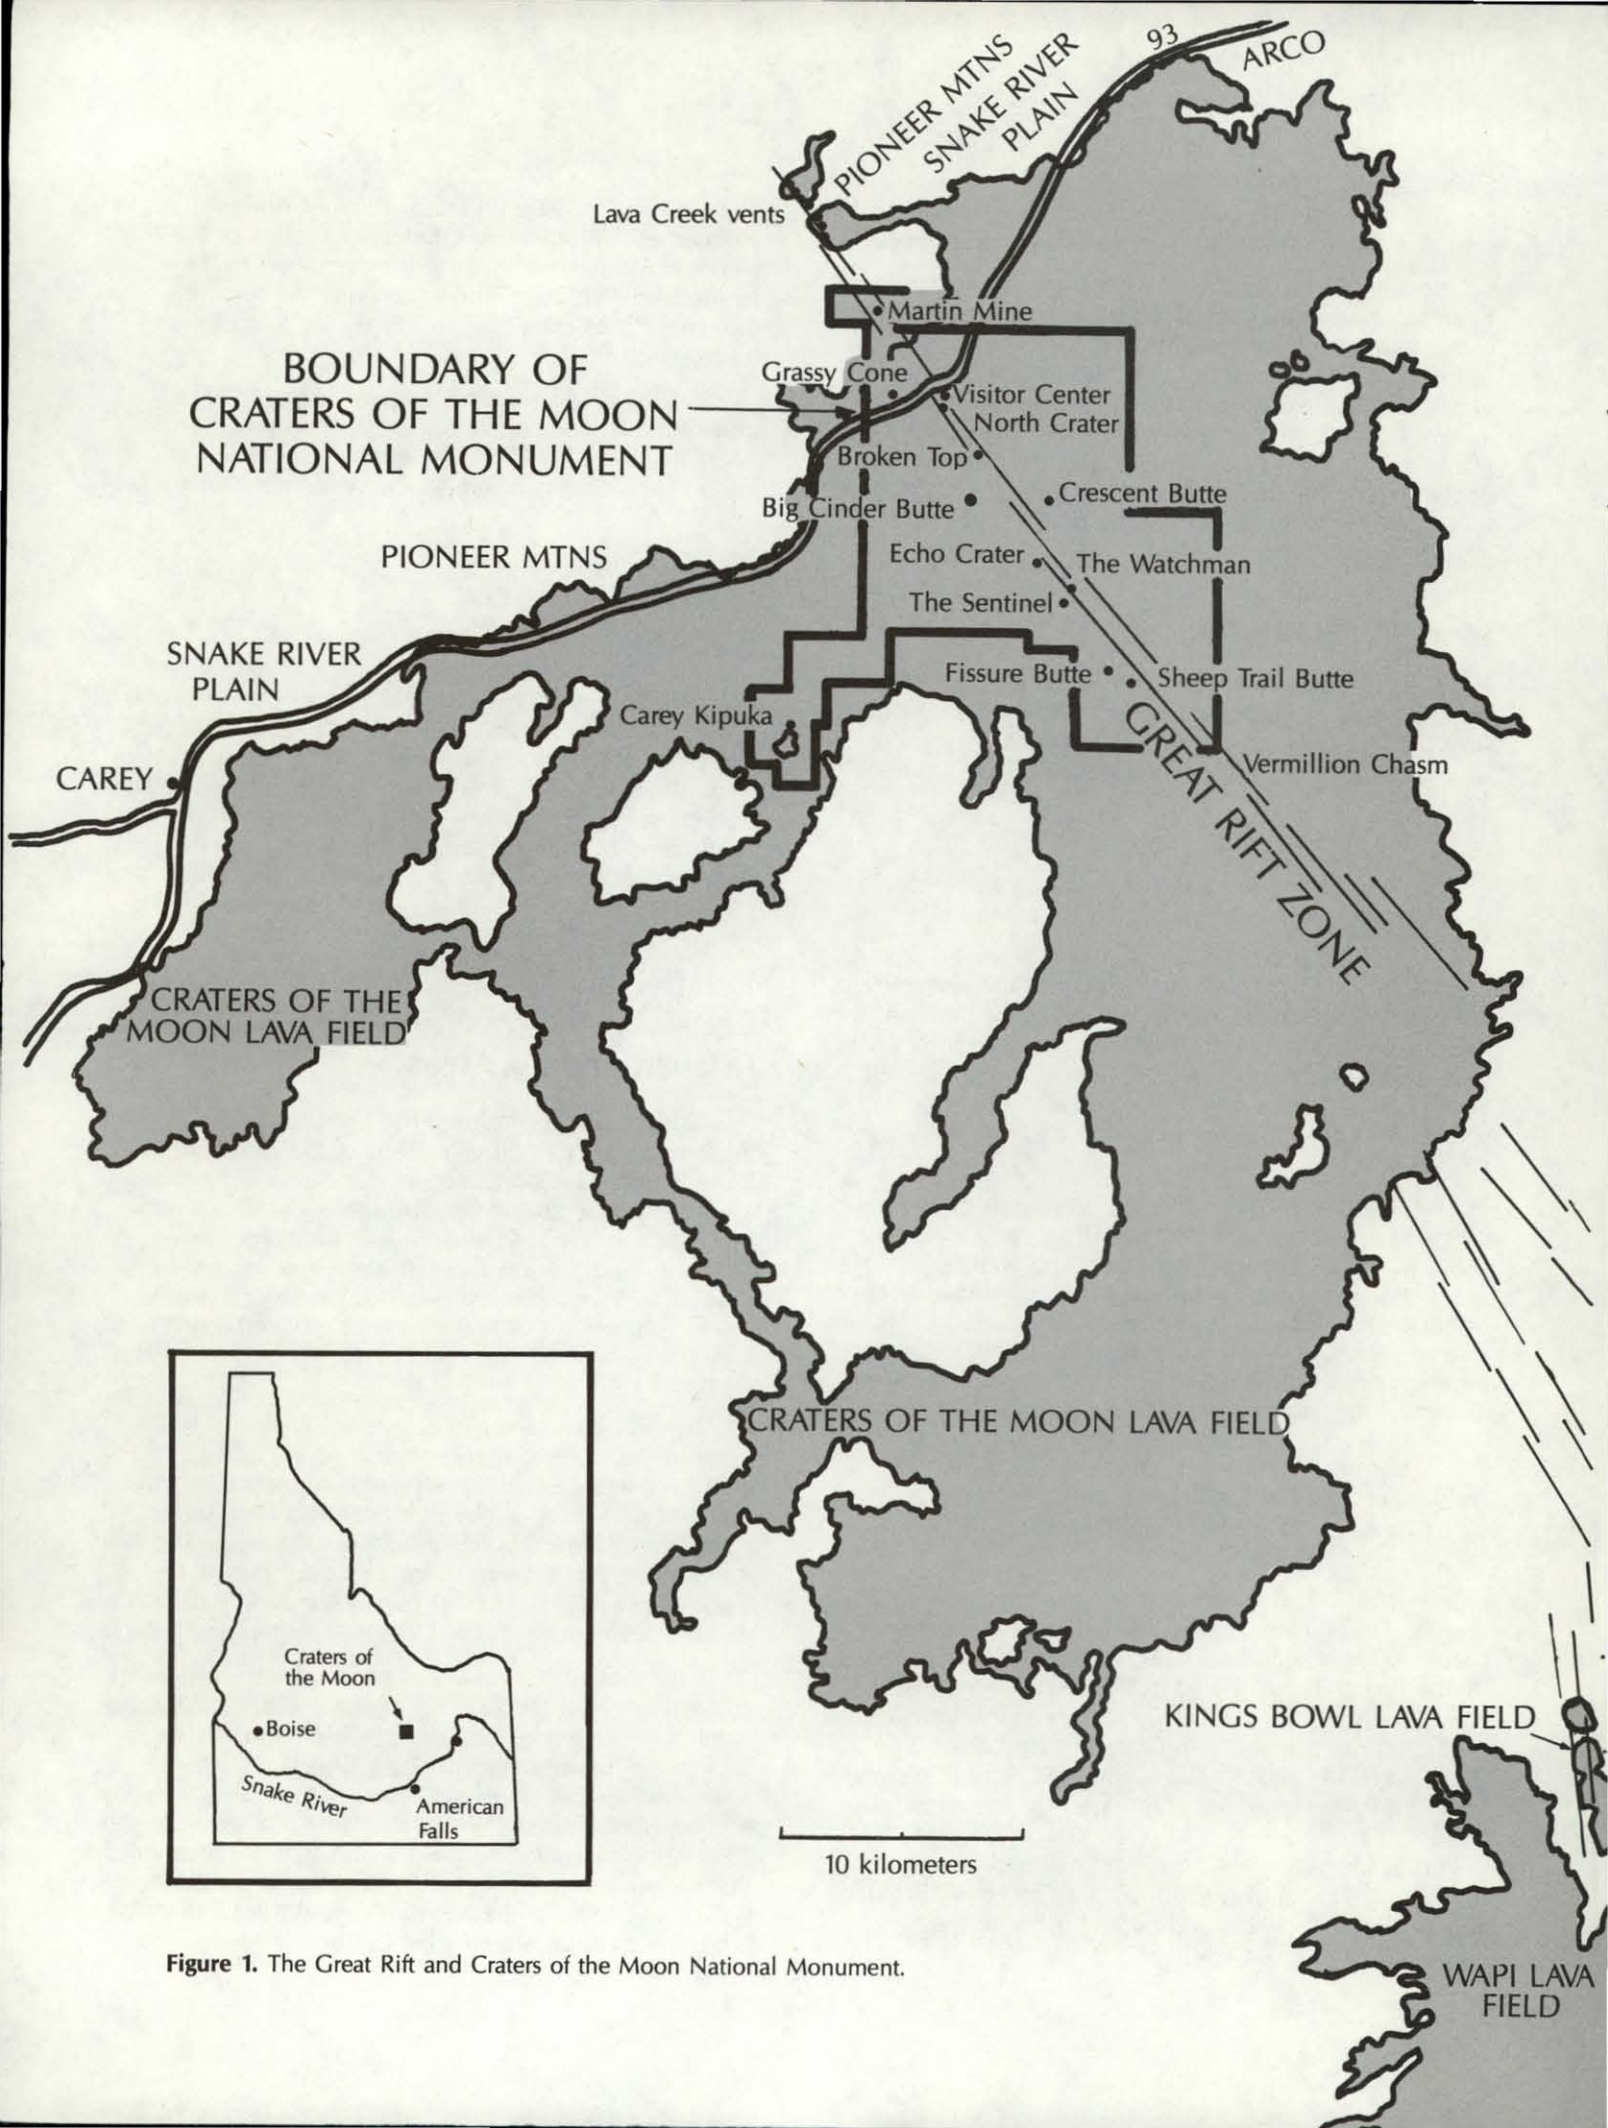 93
ARCO
PIONEER MTNS
SNAKE RIVER
PLAIN
Lava Creek vents
Martin Mine
BOUNDARY OF
CRATERS OF THE MOON
NATIONAL MONUMENT
Grassy Cone
Visitor Center
North Crater
Broken Top
Big Cinder Butte
Crescent Butte
PIONEER MTNS
Echo Crater
The Watchman
The Sentinel
SNAKE RIVER
PLAIN
Fissure Butte
Sheep Trail Butte
Carey Kipuka
GREAT RIFT ZONE
Vermillion Chasm
CAREY
CRATERS OF THE
MOON LAVA FIELD
CRATERS OF THE MOON LAVA FIELD
Craters of
the Moon
Boise
Snake River
American
Falls
KINGS BOWL LAVA FIELD
10 kilometers
WAPI LAVA
FIELD
Figure 1. The Great Rift and Craters of the Moon National Monument.